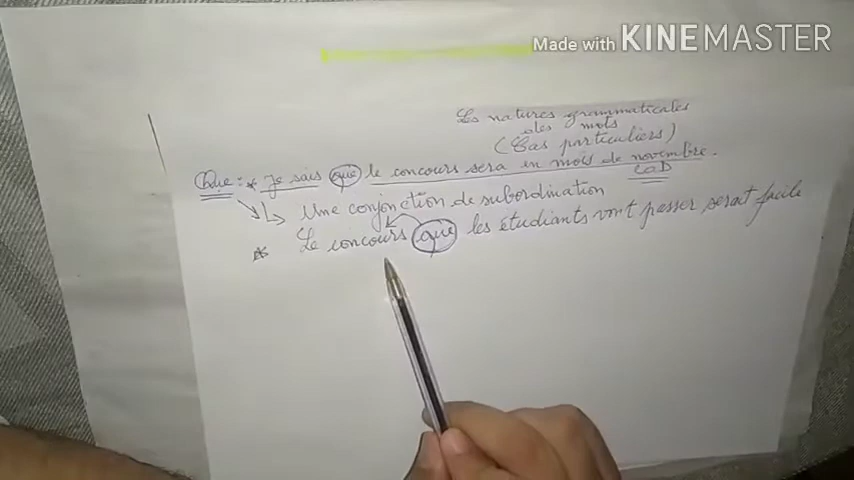 Made with KINEMASTER
Les natures grammaticales
des mots
(Cas particuliers)
Que : * Je sais que le concours sera en mois de novembre.
COD
Une conjonction de subordination
* Le concours que les étudiants vont passer serait facile